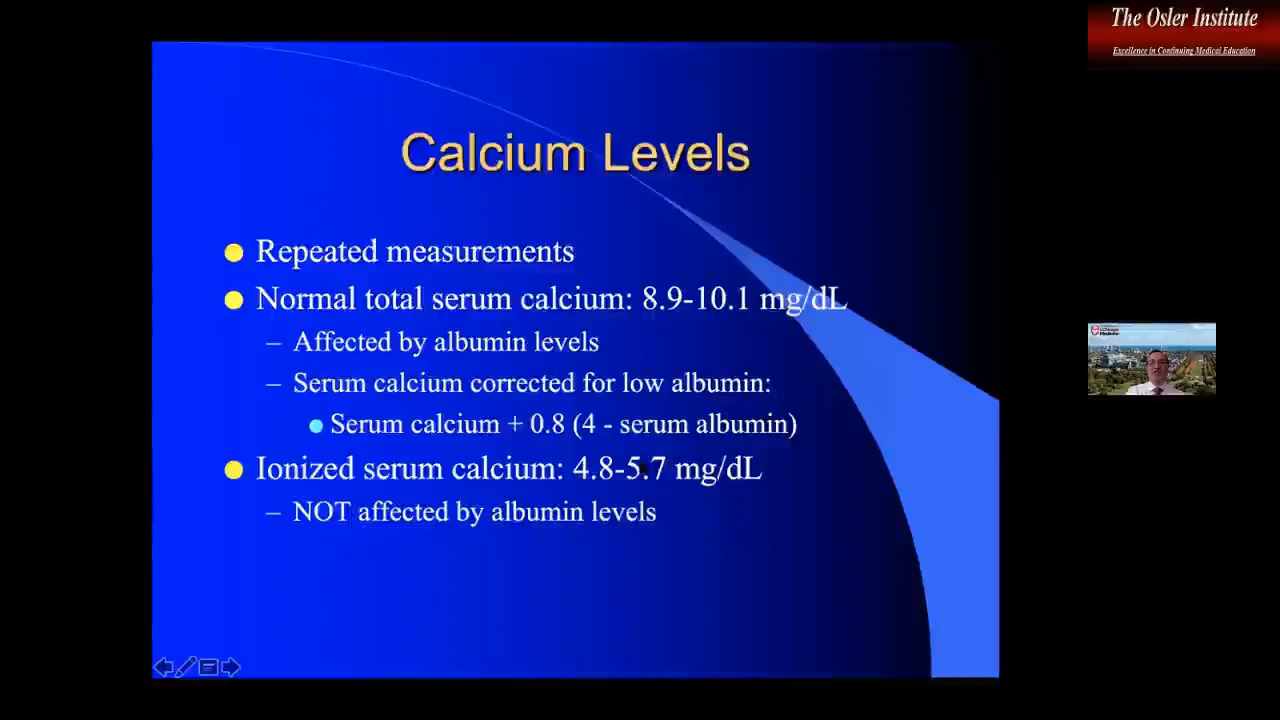 The Osler Institute
Excellence in Continuing Medical Education
Calcium Levels
Repeated measurements
Normal total serum calcium: 8.9-10.1 mg/dL
– Affected by albumin levels
– Serum calcium corrected for low albumin:
Serum calcium + 0.8 (4 - serum albumin)
Ionized serum calcium: 4.8-5.7 mg/dL
– NOT affected by albumin levels